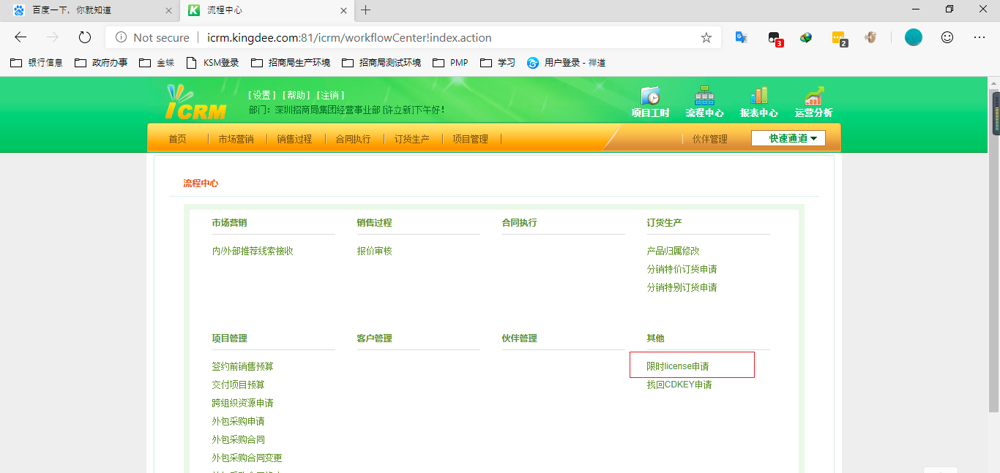 百度一下，你就知道
流程中心
Not secure
icrm.kingdee.com:81/icrm/workflowCenter!index.action
3
2
银行信息
政府办事
金蝶
KSM登录
招商局生产环境
招商局测试环境
PMP
学习
用户登录 - 禅道
iCRM
[设置] [帮助] [注销]
部门：深圳招商局集团经营事业部 [许立新]下午好！
项目工时
流程中心
报表中心
运营分析
首页
市场营销
销售过程
合同执行
订货生产
项目管理
伙伴管理
快速通道
流程中心
市场营销
销售过程
合同执行
订货生产
内/外部推荐线索接收
报价审核
产品归属修改
分销特价订货申请
分销特别订货申请
项目管理
客户管理
伙伴管理
其他
签约前销售预算
限时license申请
交付项目预算
找回CDKEY申请
跨组织资源申请
外包采购申请
外包采购合同
外包采购合同变更